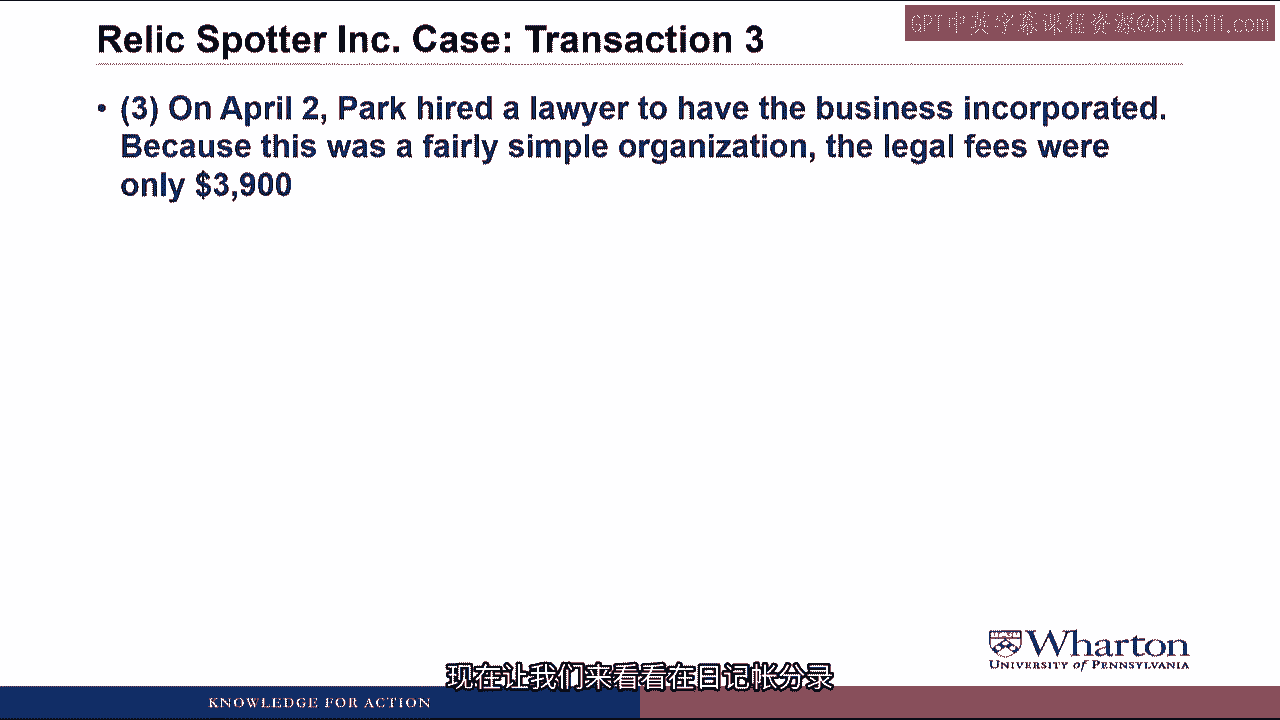 Relic Spotter Inc. Case: Transaction 3
GPT中英字幕课程资源@bilibili.com
• (3) On April 2, Park hired a lawyer to have the business incorporated.
Because this was a fairly simple organization, the legal fees were
only $3,900
Wharton
UNIVERSITY of PENNSYLVANIA
现在让我们来看看在日记帐分录
KNOWLEDGE FOR ACTION